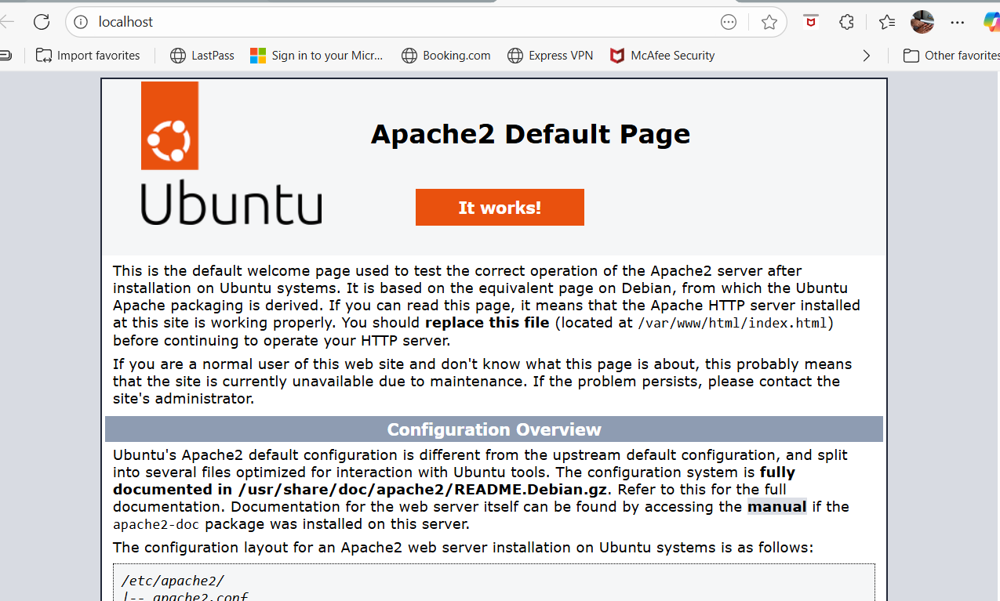 localhost
Import favorites
LastPass
Sign in to your Micr...
Booking.com
Express VPN
McAfee Security
Other favorites
Ubuntu
Apache2 Default Page
It works!
This is the default welcome page used to test the correct operation of the Apache2 server after
installation on Ubuntu systems. It is based on the equivalent page on Debian, from which the Ubuntu
Apache packaging is derived. If you can read this page, it means that the Apache HTTP server installed
at this site is working properly. You should replace this file (located at /var/www/html/index.html)
before continuing to operate your HTTP server.
If you are a normal user of this web site and don't know what this page is about, this probably means
that the site is currently unavailable due to maintenance. If the problem persists, please contact the
site's administrator.
Configuration Overview
Ubuntu's Apache2 default configuration is different from the upstream default configuration, and split
into several files optimized for interaction with Ubuntu tools. The configuration system is fully
documented in /usr/share/doc/apache2/README.Debian.gz. Refer to this for the full
documentation. Documentation for the web server itself can be found by accessing the manual if the
apache2-doc package was installed on this server.
The configuration layout for an Apache2 web server installation on Ubuntu systems is as follows:
/etc/apache2/
|-- apache2.conf